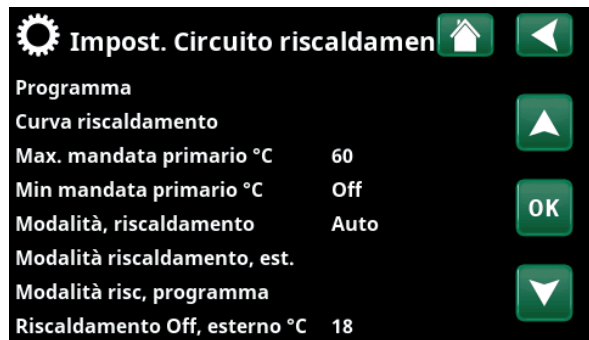 Impost. Circuito riscaldamen
Programma
Curva riscaldamento
Max. mandata primario °C 60
Min mandata primario °C Off
Modalità, riscaldamento Auto
OK
Modalità riscaldamento, est.
Modalità risc, programma
Riscaldamento Off, esterno °C 18